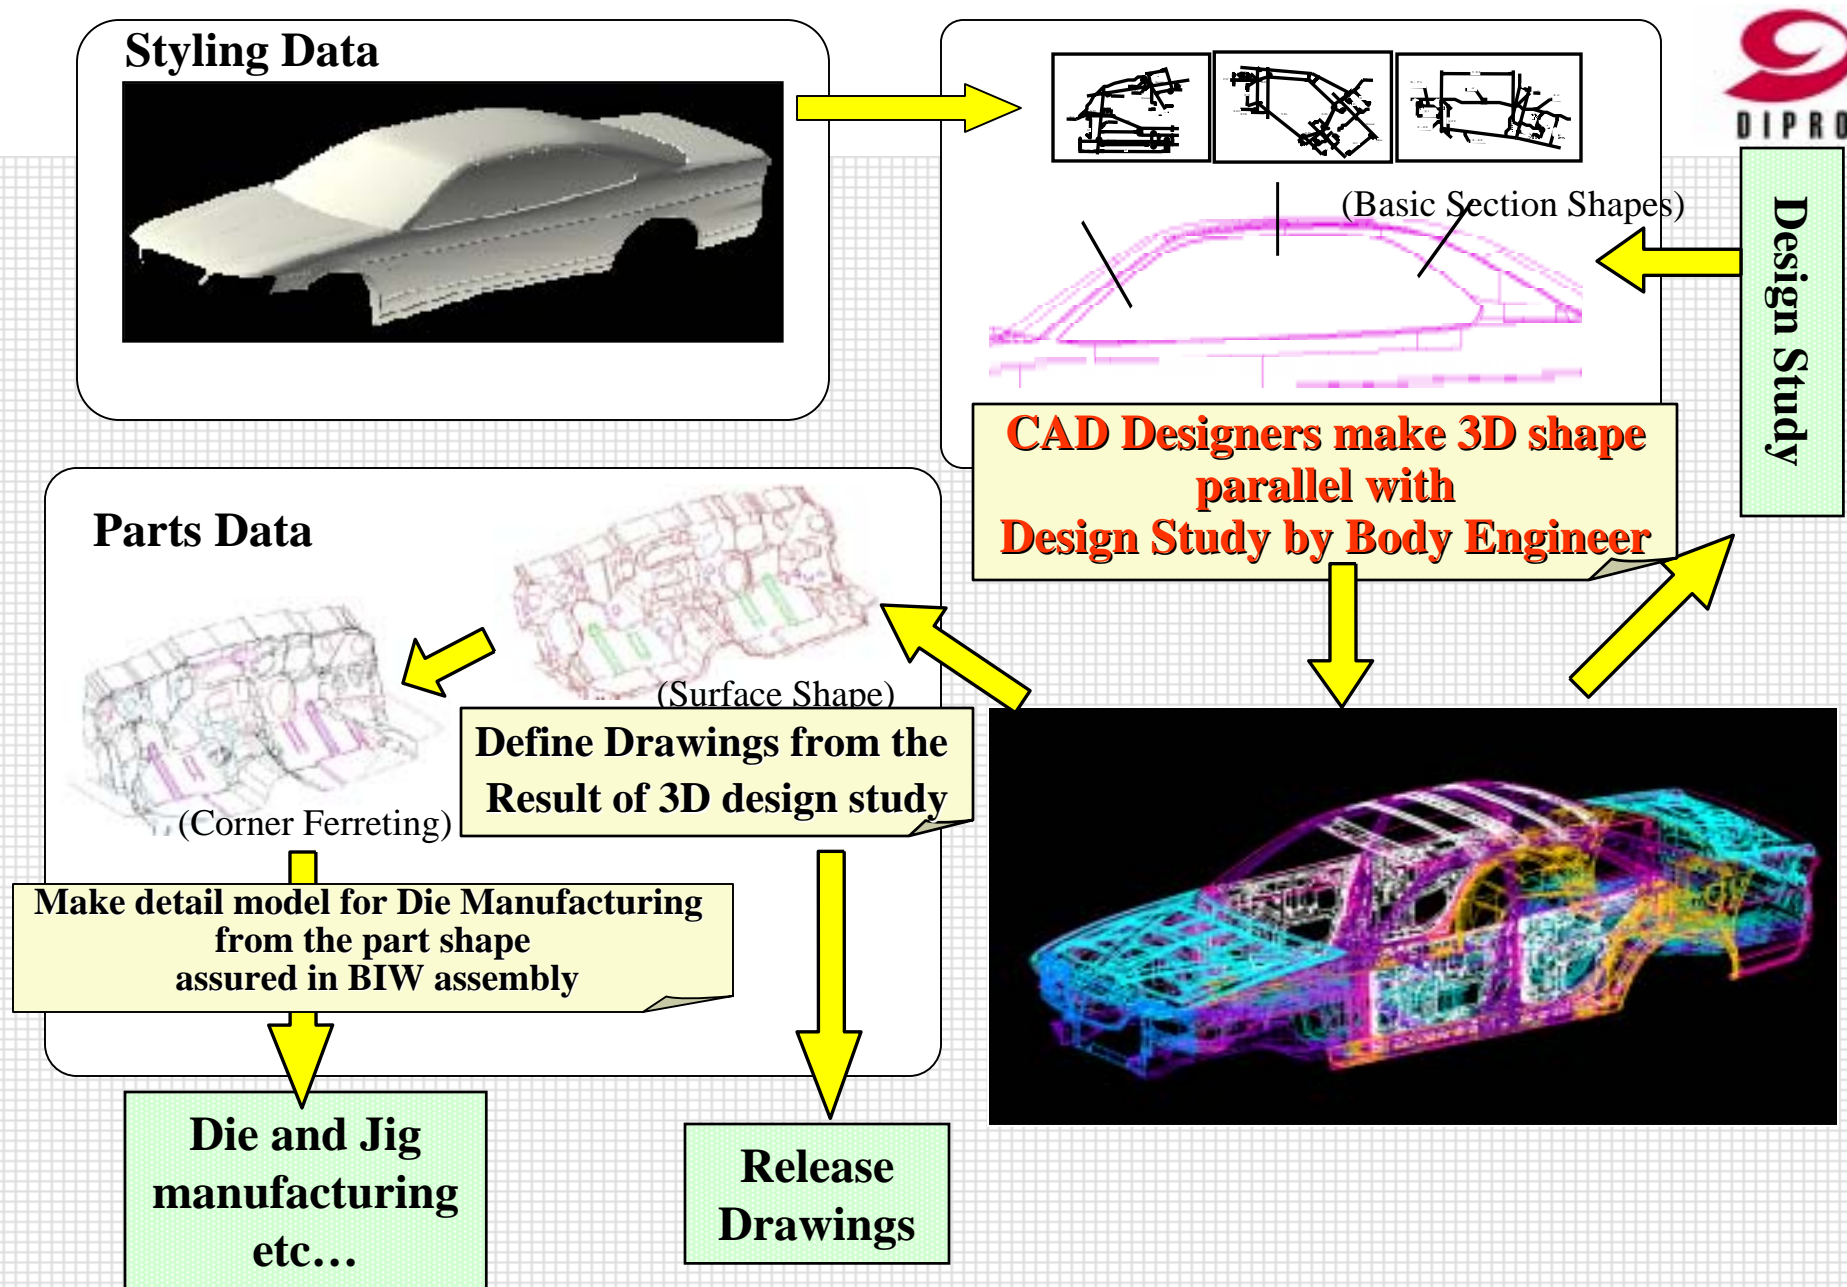 Styling Data
DIPRO
(Basic Section Shapes)
Design Study
CAD Designers make 3D shape
parallel with
Design Study by Body Engineer
Parts Data
(Surface Shape)
Define Drawings from the
Result of 3D design study
(Corner Ferreting)
Make detail model for Die Manufacturing
from the part shape
assured in BIW assembly
Die and Jig
manufacturing
etc…
Release
Drawings